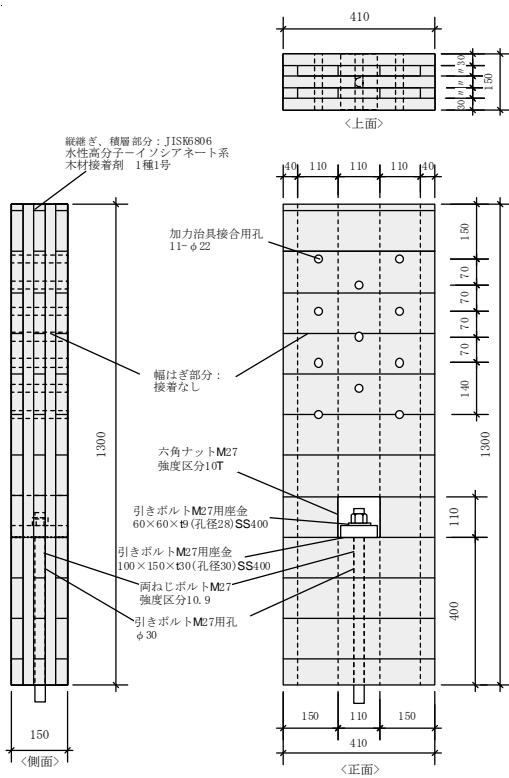 410
〃30
〃
〃
30
150
<上面>
縦継ぎ、積層部分：JISK6806
水性高分子-イソシアネート系
木材接着剤　1種1号
40
110
110
110
40
加力治具接合用孔
11-φ22
150
70
70
70
70
140
幅はぎ部分：
接着なし
1300
1300
六角ナットM27
強度区分10T
引きボルトM27用座金
60×60×t9(孔径28)SS400
110
引きボルトM27用座金
100×150×t30(孔径30)SS400
両ねじボルトM27
強度区分10.9
引きボルトM27用孔
φ30
400
150
150
110
150
410
<側面>
<正面>